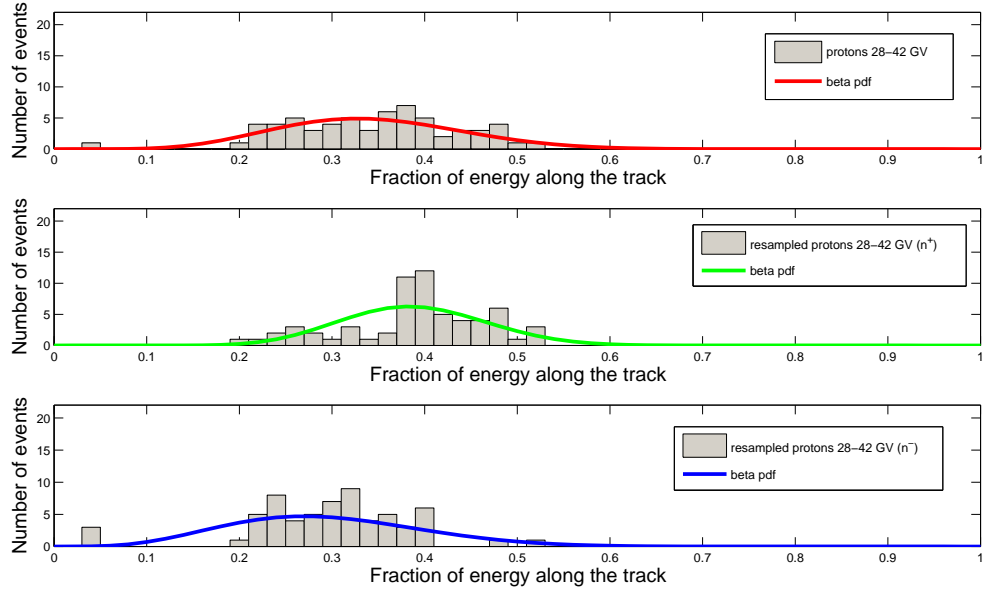 Number of events
20
15
10
5
0
protons 28−42 GV
beta pdf
0 0.1 0.2 0.3 0.4 0.5 0.6 0.7 0.8 0.9 1
Fraction of energy along the track
Number of events
20
15
10
5
0
resampled protons 28−42 GV (n⁺)
beta pdf
0 0.1 0.2 0.3 0.4 0.5 0.6 0.7 0.8 0.9 1
Fraction of energy along the track
Number of events
20
15
10
5
0
resampled protons 28−42 GV (n⁻)
beta pdf
0 0.1 0.2 0.3 0.4 0.5 0.6 0.7 0.8 0.9 1
Fraction of energy along the track